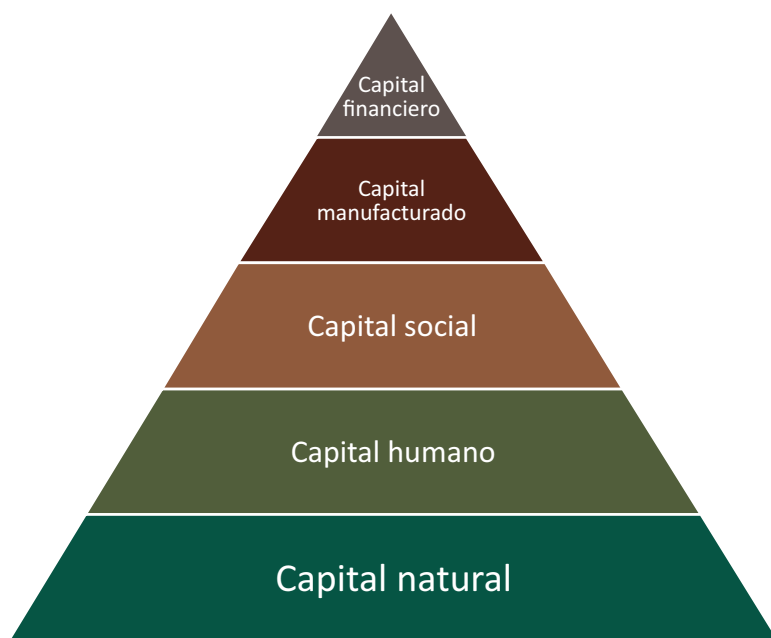 Capital
financiero
Capital
manufacturado
Capital social
Capital humano
Capital natural